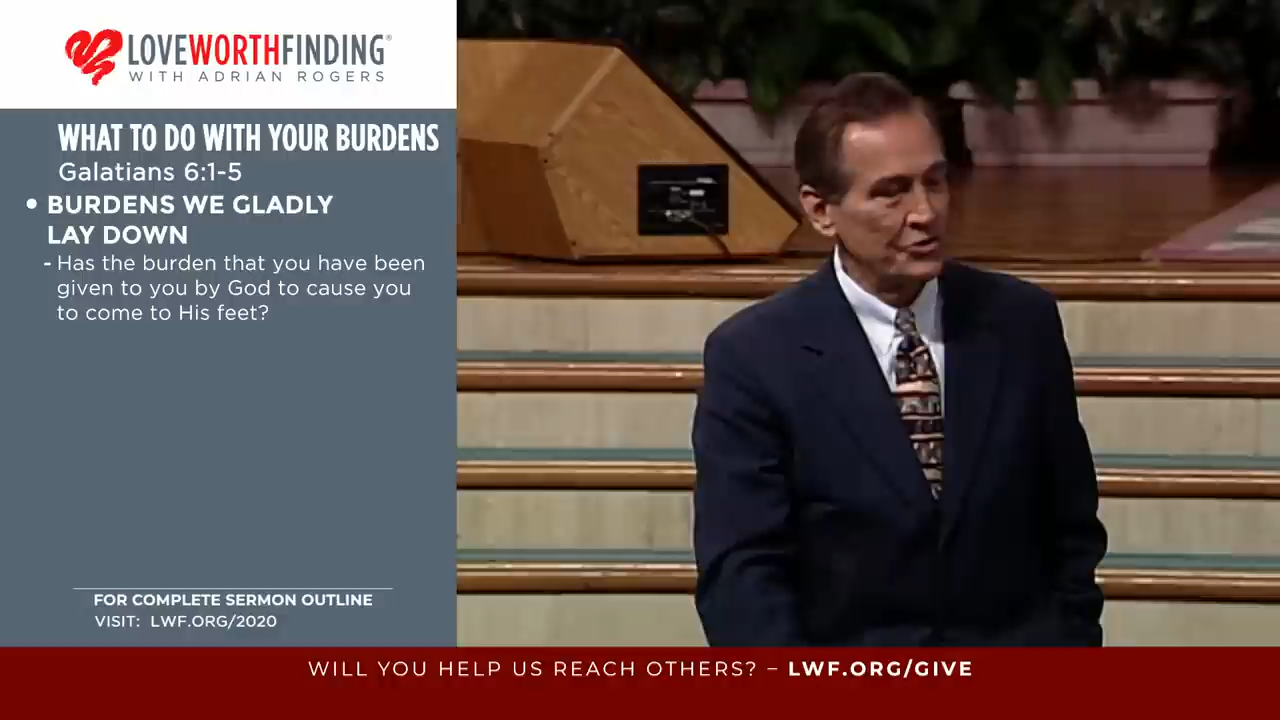 LOVEWORTHFINDING®
WITH ADRIAN ROGERS
WHAT TO DO WITH YOUR BURDENS
Galatians 6:1-5
• BURDENS WE GLADLY
LAY DOWN
- Has the burden that you have been
given to you by God to cause you
to come to His feet?
FOR COMPLETE SERMON OUTLINE
VISIT: LWF.ORG/2020
WILL YOU HELP US REACH OTHERS? – LWF.ORG/GIVE